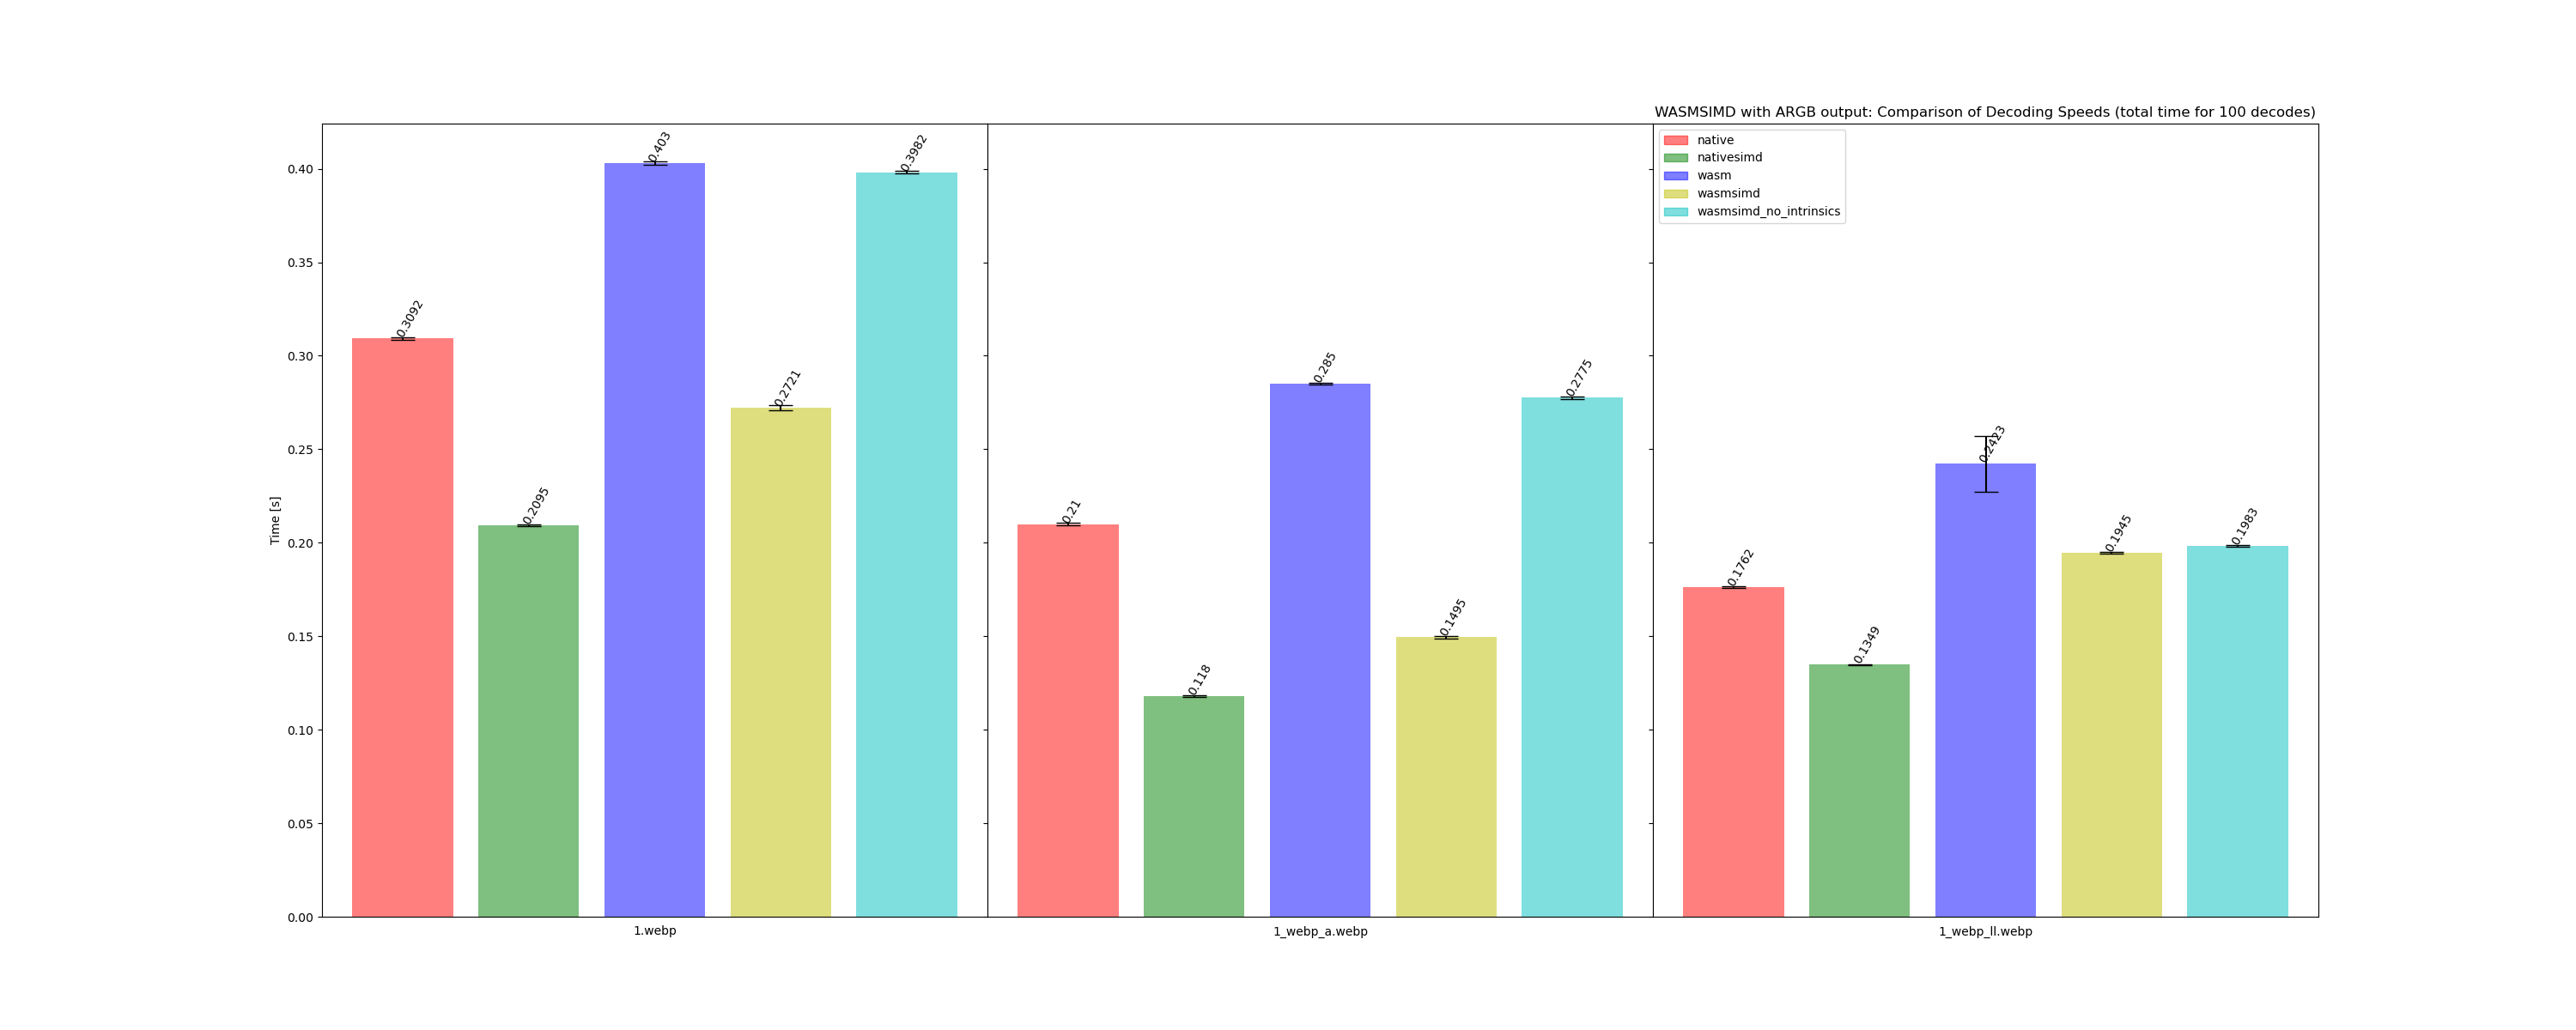 WASMSIMD with ARGB output: Comparison of Decoding Speeds (total time for 100 decodes)
native
nativesimd
wasm
wasmsimd
wasmsimd_no_intrinsics
Time [s]
0.40
0.35
0.30
0.25
0.20
0.15
0.10
0.05
0.00
0.3092
0.2095
0.403
0.2721
0.3982
0.21
0.118
0.285
0.1495
0.2775
0.1762
0.1349
0.2423
0.1945
0.1983
1.webp
1_webp_a.webp
1_webp_ll.webp